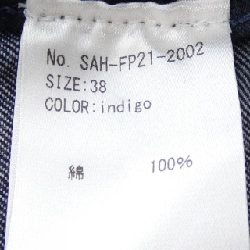 No. SAH-FP21-2002
SIZE:38
COLOR:indigo
綿 100%